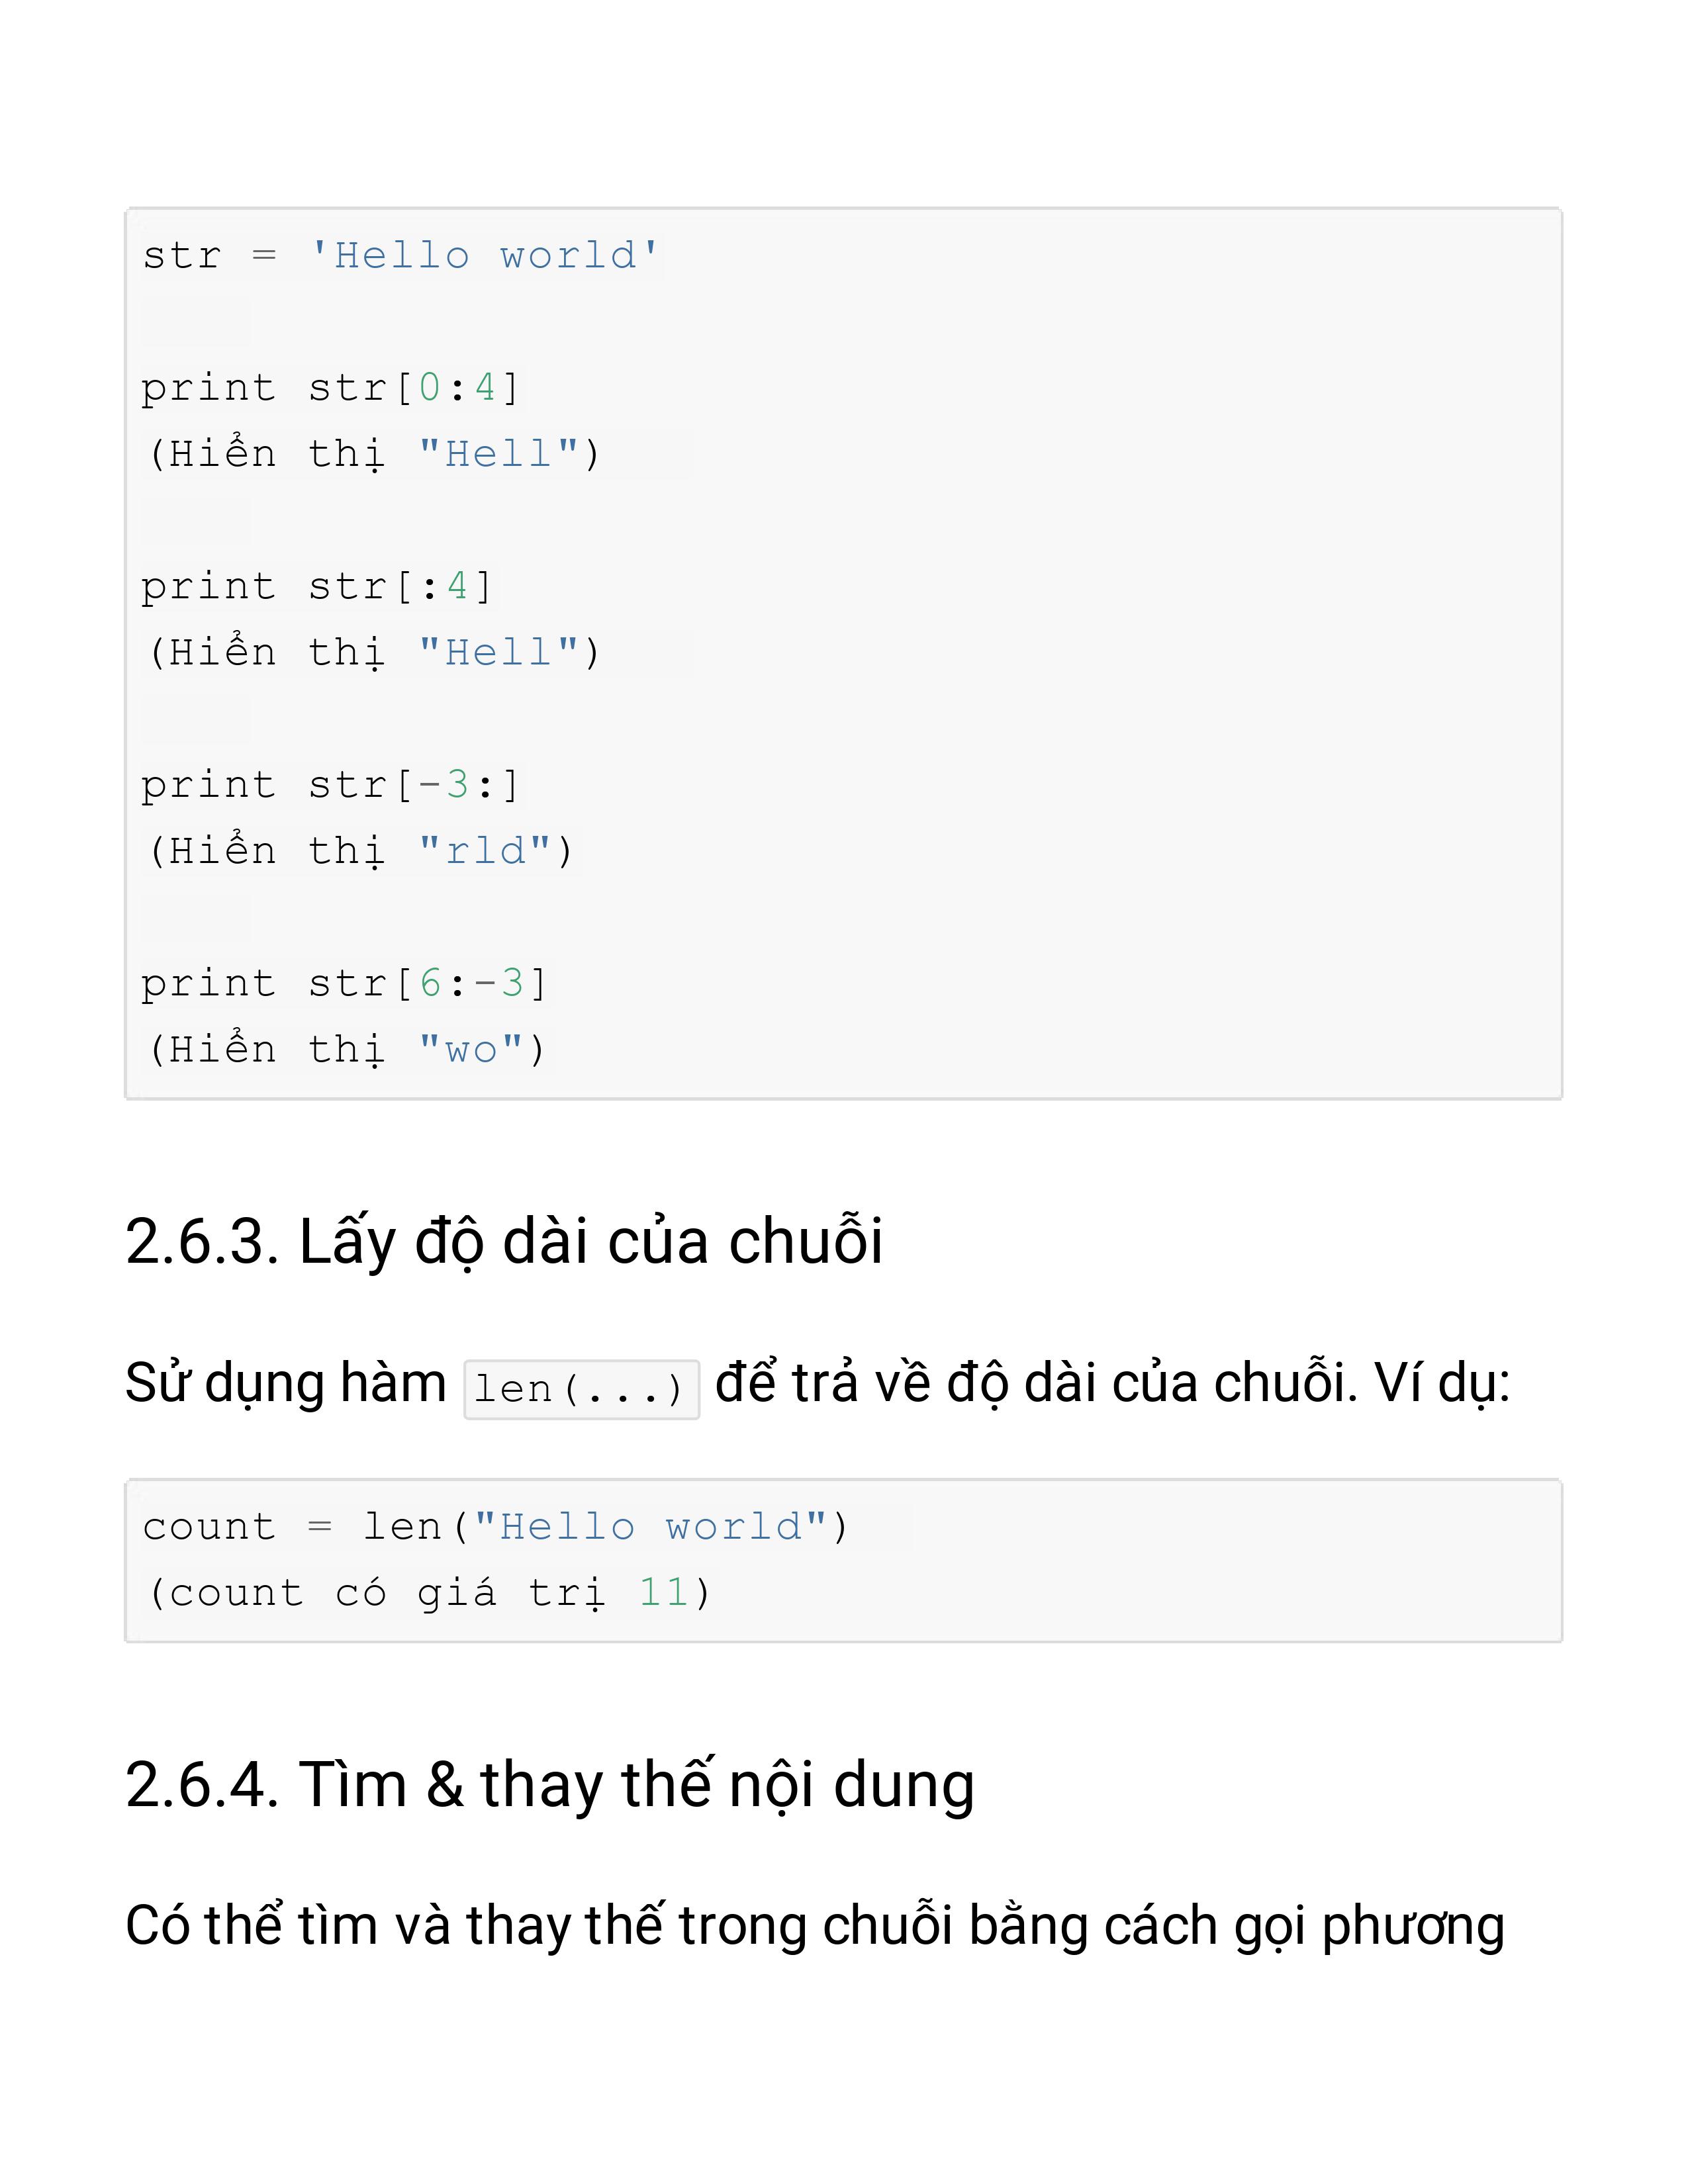 str = 'Hello world'
print str[0:4]
(Hiển thị "Hell")
print str[:4]
(Hiển thị "Hell")
print str[-3:]
(Hiển thị "rld")
print str[6:-3]
(Hiển thị "wo")
2.6.3. Lấy độ dài của chuỗi
Sử dụng hàm len(...) để trả về độ dài của chuỗi. Ví dụ:
count = len("Hello world")
(count có giá trị 11)
2.6.4. Tìm & thay thế nội dung
Có thể tìm và thay thế trong chuỗi bằng cách gọi phương